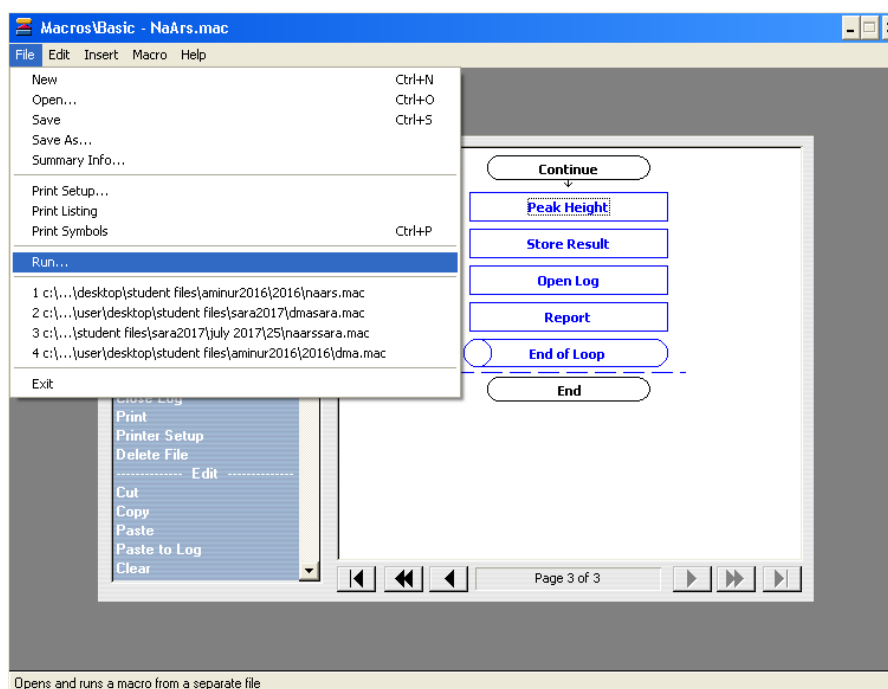 Macros\Basic - NaArs.mac
File Edit Insert Macro Help
New Ctrl+N
Open... Ctrl+O
Save Ctrl+S
Save As...
Summary Info...
Print Setup...
Print Listing
Print Symbols Ctrl+P
Run...
1 c:\...\desktop\student files\aminur2016\2016\naars.mac
2 c:\...\user\desktop\student files\sara2017\dmasara.mac
3 c:\...\student files\sara2017\july 2017\25\naarssara.mac
4 c:\...\user\desktop\student files\aminur2016\2016\dma.mac
Exit
Close Log
Print
Printer Setup
Delete File
-------------- Edit --------------
Cut
Copy
Paste
Paste to Log
Clear
Continue
Peak Height
Store Result
Open Log
Report
End of Loop
End
Page 3 of 3
Opens and runs a macro from a separate file